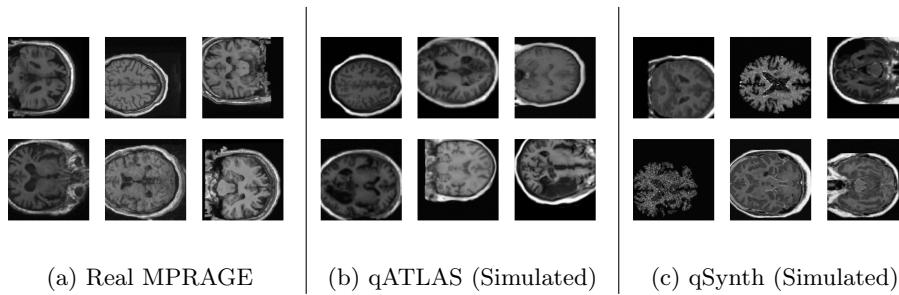 (a) Real MPRAGE
(b) qATLAS (Simulated)
(c) qSynth (Simulated)